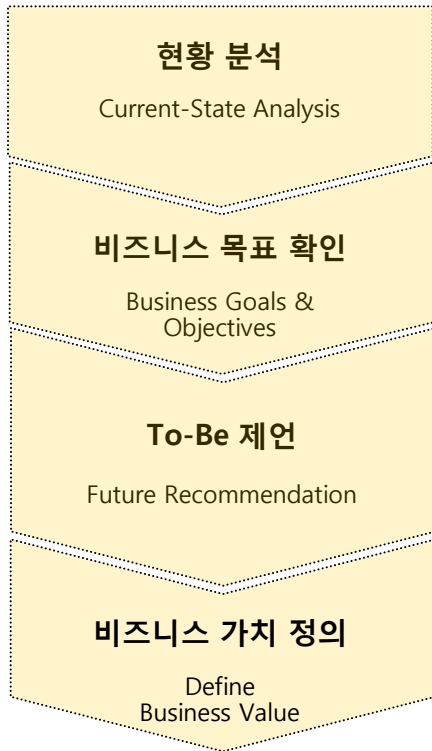 현황 분석
Current-State Analysis
비즈니스 목표 확인
Business Goals &
Objectives
To-Be 제언
Future Recommendation
비즈니스 가치 정의
Define
Business Value